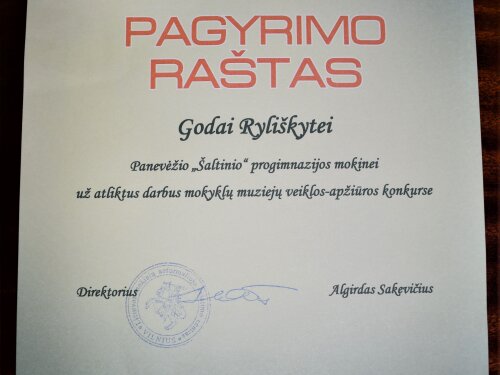 PAGYRIMO
RAŠTAS
Godai Ryliškytei
Panevėžio „Šaltinio“ progimnazijos mokinei
už atliktus darbus mokyklų muziejų veiklos-apžiūros konkurse
Direktorius
Algirdas Sakevičius